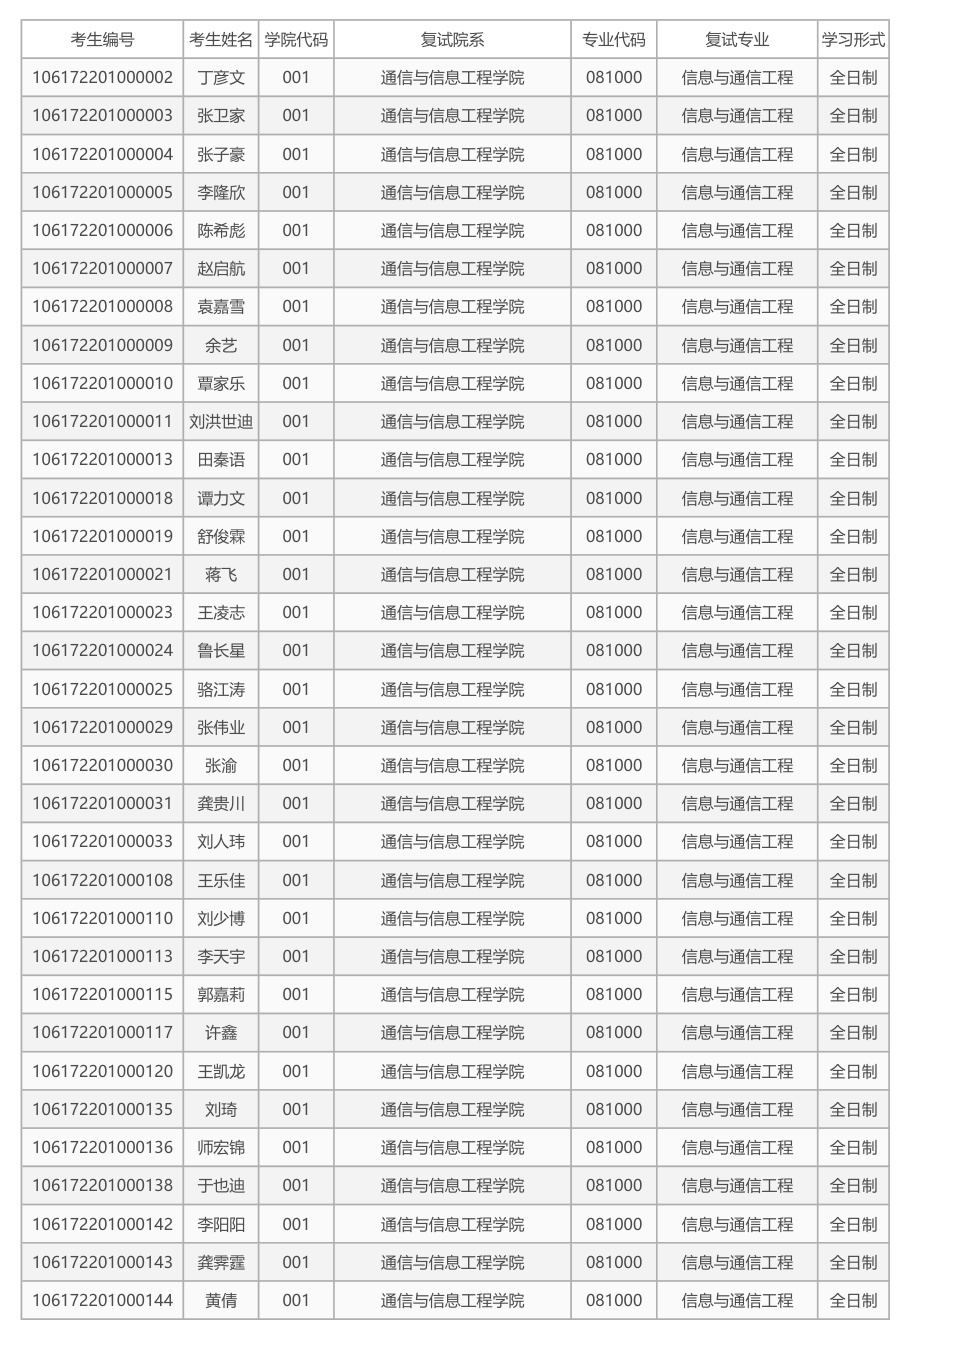 考生编号 考生姓名 学院代码 复试院系 专业代码 复试专业 学习形式
106172201000002 丁彦文 001 通信与信息工程学院 081000 信息与通信工程 全日制
106172201000003 张卫家 001 通信与信息工程学院 081000 信息与通信工程 全日制
106172201000004 张子豪 001 通信与信息工程学院 081000 信息与通信工程 全日制
106172201000005 李隆欣 001 通信与信息工程学院 081000 信息与通信工程 全日制
106172201000006 陈希彪 001 通信与信息工程学院 081000 信息与通信工程 全日制
106172201000007 赵启航 001 通信与信息工程学院 081000 信息与通信工程 全日制
106172201000008 袁嘉雪 001 通信与信息工程学院 081000 信息与通信工程 全日制
106172201000009 余艺 001 通信与信息工程学院 081000 信息与通信工程 全日制
106172201000010 覃家乐 001 通信与信息工程学院 081000 信息与通信工程 全日制
106172201000011 刘洪世迪 001 通信与信息工程学院 081000 信息与通信工程 全日制
106172201000013 田秦语 001 通信与信息工程学院 081000 信息与通信工程 全日制
106172201000018 谭力文 001 通信与信息工程学院 081000 信息与通信工程 全日制
106172201000019 舒俊霖 001 通信与信息工程学院 081000 信息与通信工程 全日制
106172201000021 蒋飞 001 通信与信息工程学院 081000 信息与通信工程 全日制
106172201000023 王凌志 001 通信与信息工程学院 081000 信息与通信工程 全日制
106172201000024 鲁长星 001 通信与信息工程学院 081000 信息与通信工程 全日制
106172201000025 骆江涛 001 通信与信息工程学院 081000 信息与通信工程 全日制
106172201000029 张伟业 001 通信与信息工程学院 081000 信息与通信工程 全日制
106172201000030 张渝 001 通信与信息工程学院 081000 信息与通信工程 全日制
106172201000031 龚贵川 001 通信与信息工程学院 081000 信息与通信工程 全日制
106172201000033 刘人玮 001 通信与信息工程学院 081000 信息与通信工程 全日制
106172201000108 王乐佳 001 通信与信息工程学院 081000 信息与通信工程 全日制
106172201000110 刘少博 001 通信与信息工程学院 081000 信息与通信工程 全日制
106172201000113 李天宇 001 通信与信息工程学院 081000 信息与通信工程 全日制
106172201000115 郭嘉莉 001 通信与信息工程学院 081000 信息与通信工程 全日制
106172201000117 许鑫 001 通信与信息工程学院 081000 信息与通信工程 全日制
106172201000120 王凯龙 001 通信与信息工程学院 081000 信息与通信工程 全日制
106172201000135 刘琦 001 通信与信息工程学院 081000 信息与通信工程 全日制
106172201000136 师宏锦 001 通信与信息工程学院 081000 信息与通信工程 全日制
106172201000138 于也迪 001 通信与信息工程学院 081000 信息与通信工程 全日制
106172201000142 李阳阳 001 通信与信息工程学院 081000 信息与通信工程 全日制
106172201000143 龚霁霆 001 通信与信息工程学院 081000 信息与通信工程 全日制
106172201000144 黄倩 001 通信与信息工程学院 081000 信息与通信工程 全日制